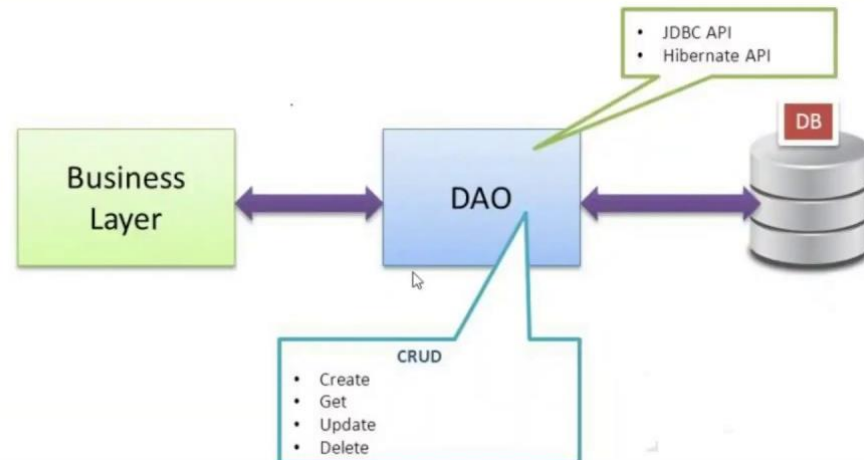 • JDBC API
• Hibernate API
DB
Business
Layer
DAO
CRUD
• Create
• Get
• Update
• Delete